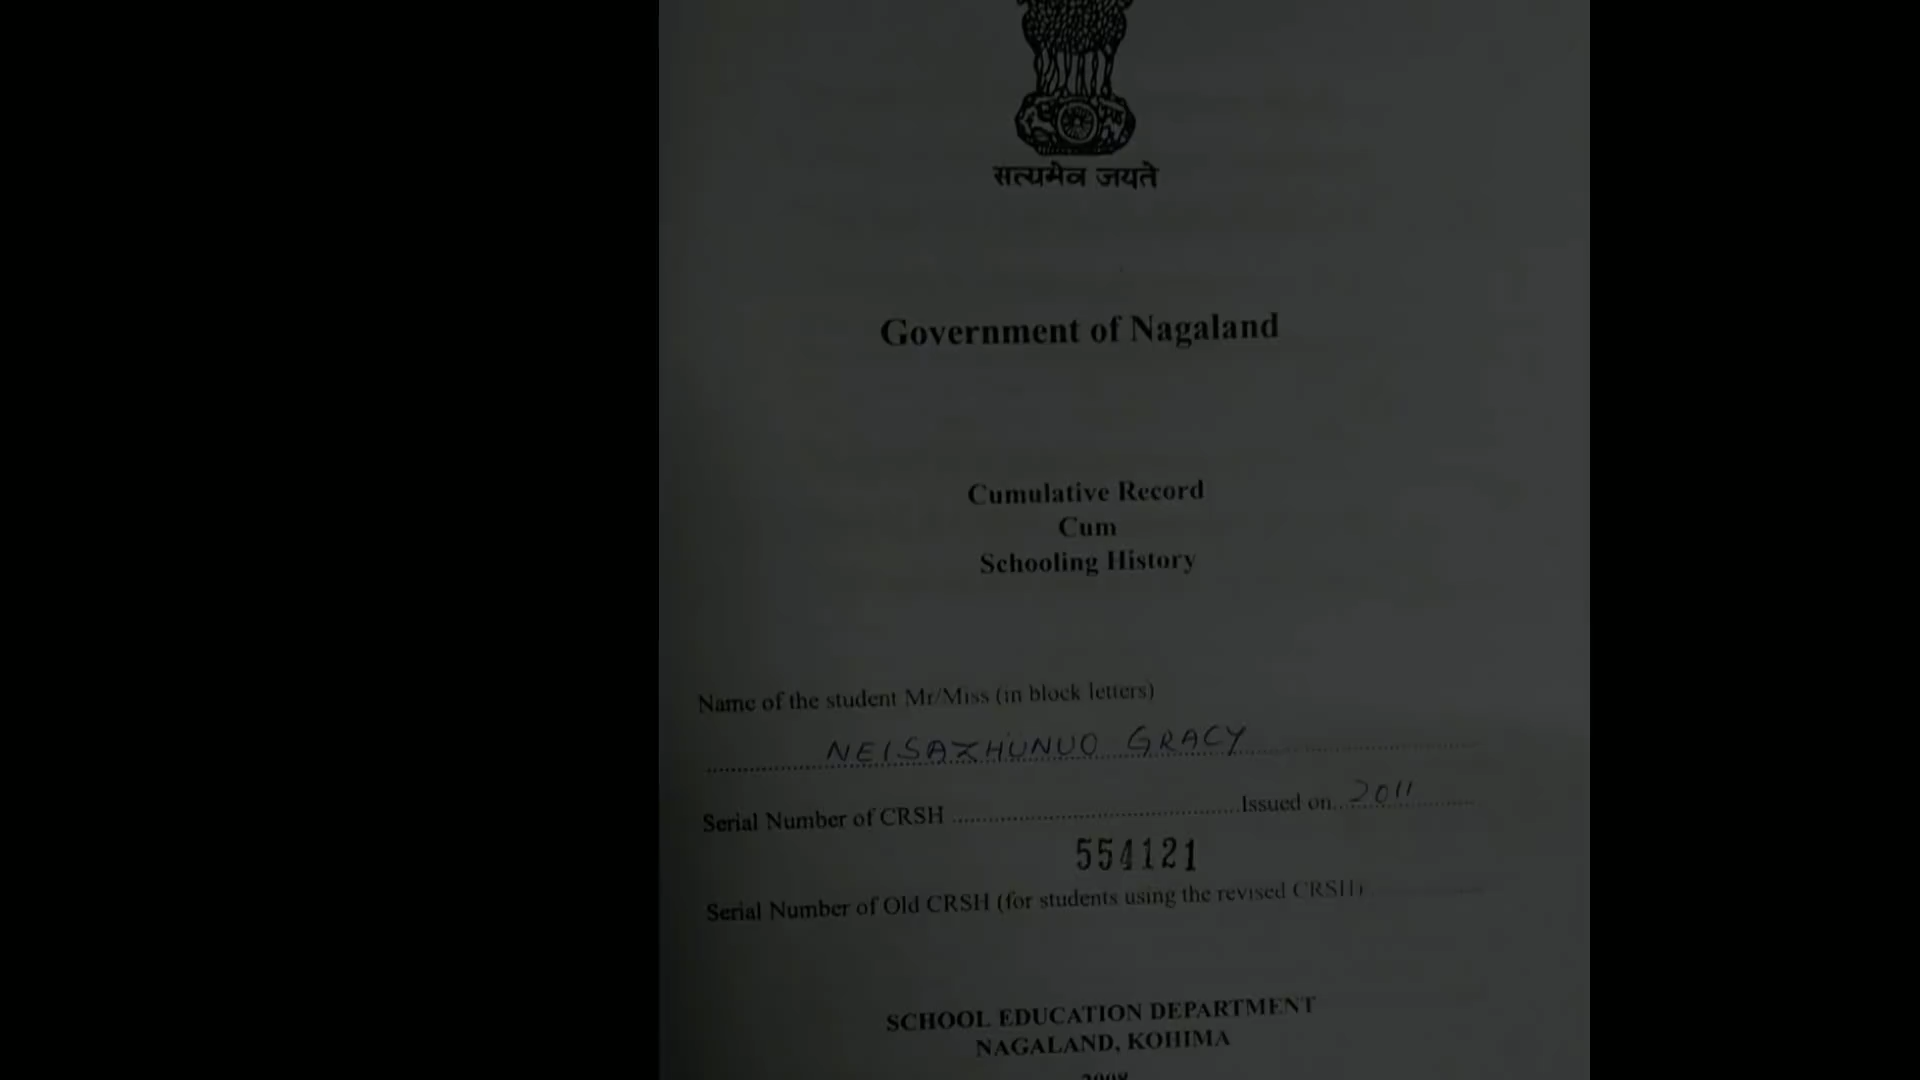 सत्यमेव जयते
Government of Nagaland
Cumulative Record
Cum
Schooling History
Name of the student Mr/Miss (in block letters)
NEISAZHUNUO GRACY
Serial Number of CRSH ........................................Issued on..2011
554121
Serial Number of Old CRSH (for students using the revised CRSH)
SCHOOL EDUCATION DEPARTMENT
NAGALAND, KOHIMA